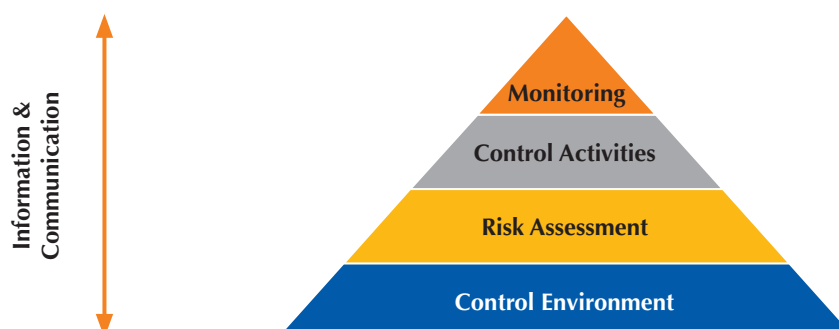 Information &
Communication
Monitoring
Control Activities
Risk Assessment
Control Environment